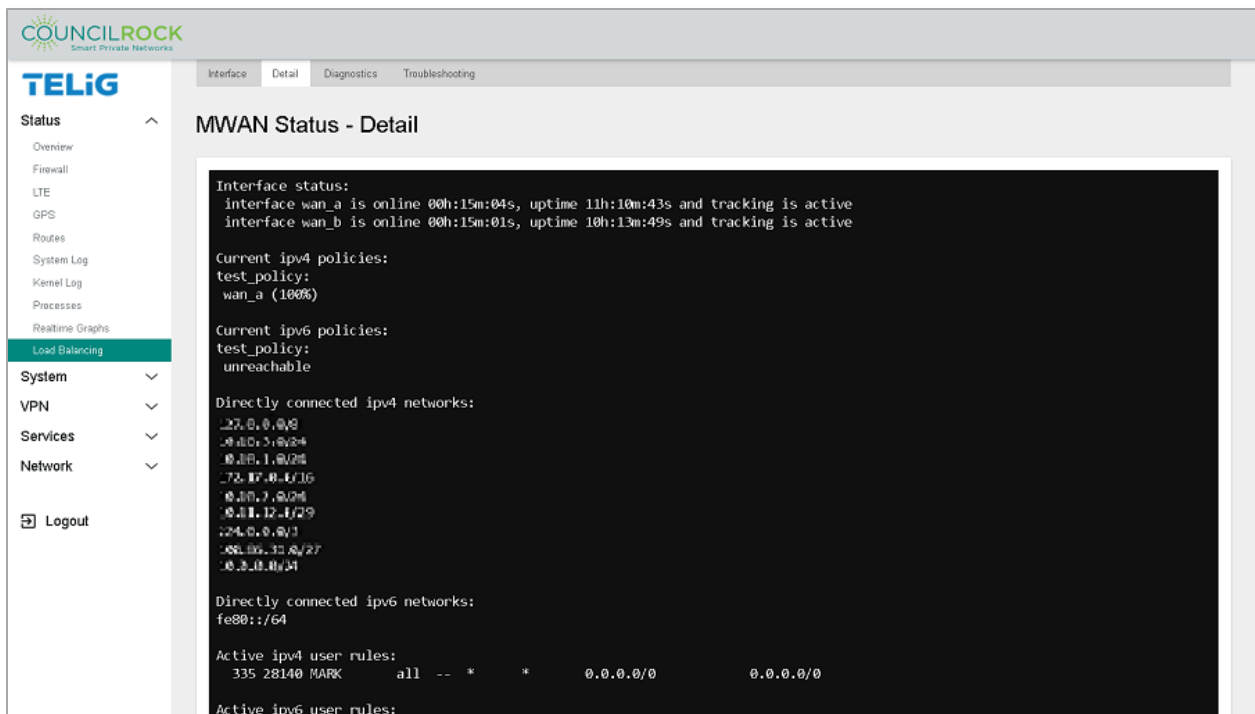 COUNCILROCK
Smart Private Networks
TELiG
Interface Detail Diagnostics Troubleshooting
Status
Overview
Firewall
LTE
GPS
Routes
System Log
Kernel Log
Processes
Realtime Graphs
Load Balancing
System
VPN
Services
Network
Logout
MWAN Status - Detail
Interface status:
interface wan_a is online 00h:15m:04s, uptime 11h:10m:43s and tracking is active
interface wan_b is online 00h:15m:01s, uptime 10h:13m:49s and tracking is active
Current ipv4 policies:
test_policy:
wan_a (100%)
Current ipv6 policies:
test_policy:
unreachable
Directly connected ipv4 networks:
Directly connected ipv6 networks:
fe80::/64
Active ipv4 user rules:
335 28140 MARK all -- * * 0.0.0.0/0 0.0.0.0/0
Active ipv6 user rules: